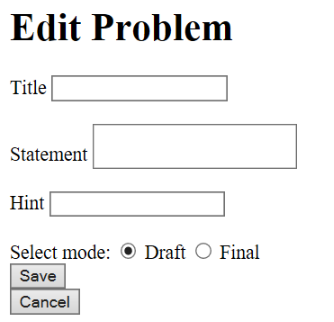 Edit Problem
Title
Statement
Hint
Select mode: Draft Final
Save
Cancel